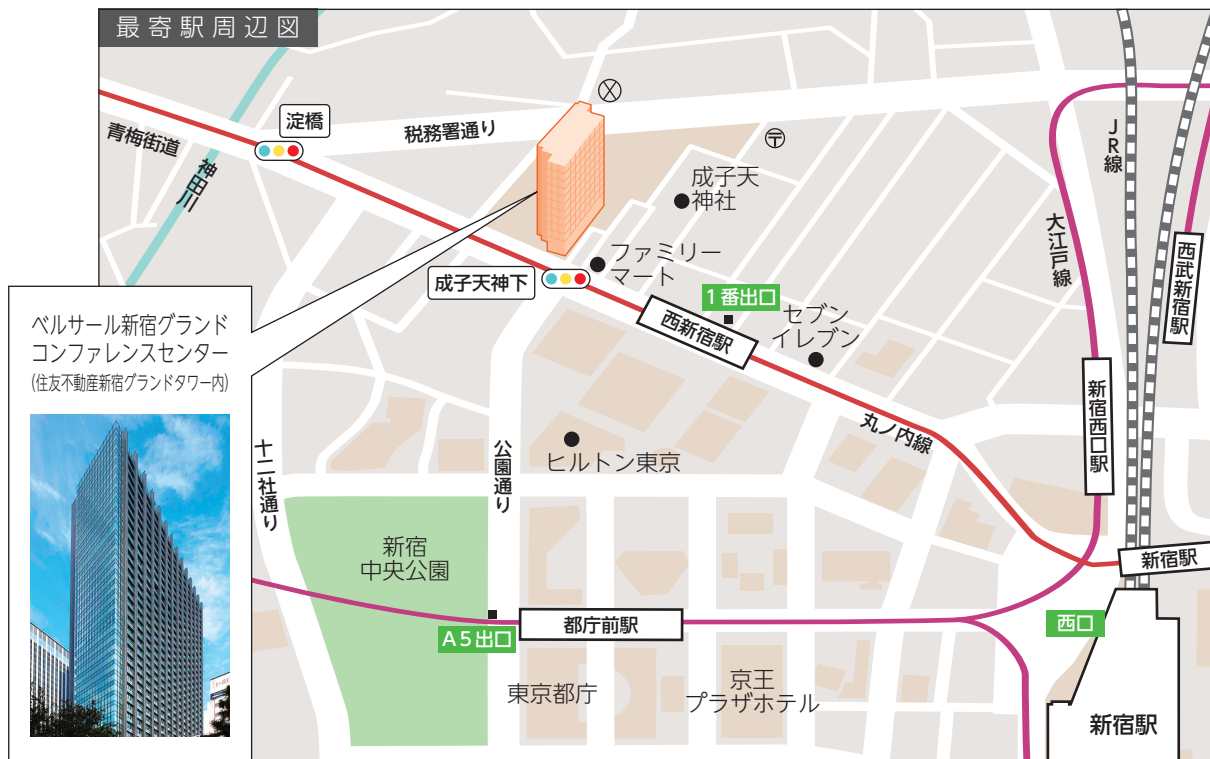 最寄駅周辺図
淀橋
青梅街道
神田川
税務署通り
〒
成子天
神社
ファミリー
マート
成子天神下
1番出口
西新宿駅
セブン
イレブン
JR線
大江戸線
西武新宿駅
新宿西口駅
丸ノ内線
ベルサール新宿グランド
コンファレンスセンター
(住友不動産新宿グランドタワー内)
十二社通り
公園通り
ヒルトン東京
新宿
中央公園
新宿駅
A5出口
都庁前駅
西口
東京都庁
京王
プラザホテル
新宿駅